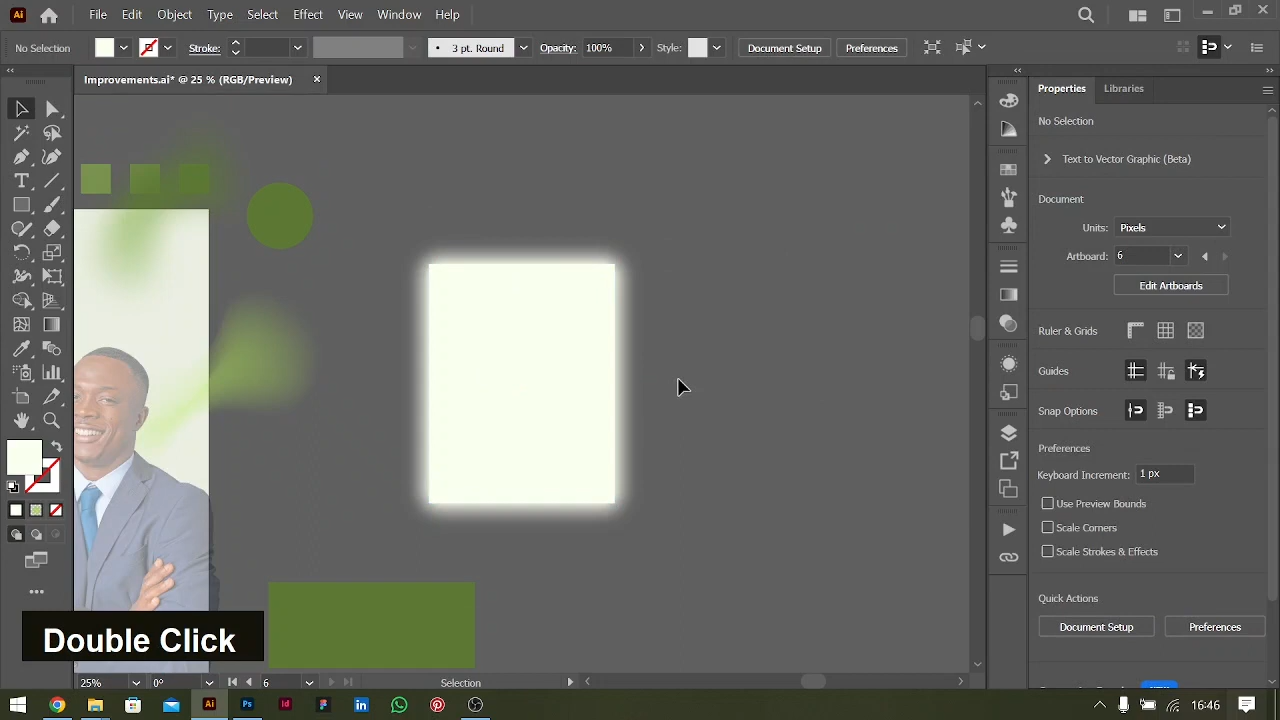 Ai File Edit Object Type Select Effect View Window Help
No Selection Stroke: 3 pt. Round Opacity: 100% Style: Document Setup Preferences
Improvements.ai* @ 25 % (RGB/Preview) ×
Properties Libraries
No Selection
Text to Vector Graphic (Beta)
Document
Units: Pixels
Artboard: 6
Edit Artboards
Ruler & Grids
Guides
Snap Options
Preferences
Keyboard Increment: 1 px
Use Preview Bounds
Scale Corners
Scale Strokes & Effects
Quick Actions
Document Setup Preferences
Double Click
25% 0° 6 Selection
Ai Ps Id 16:46